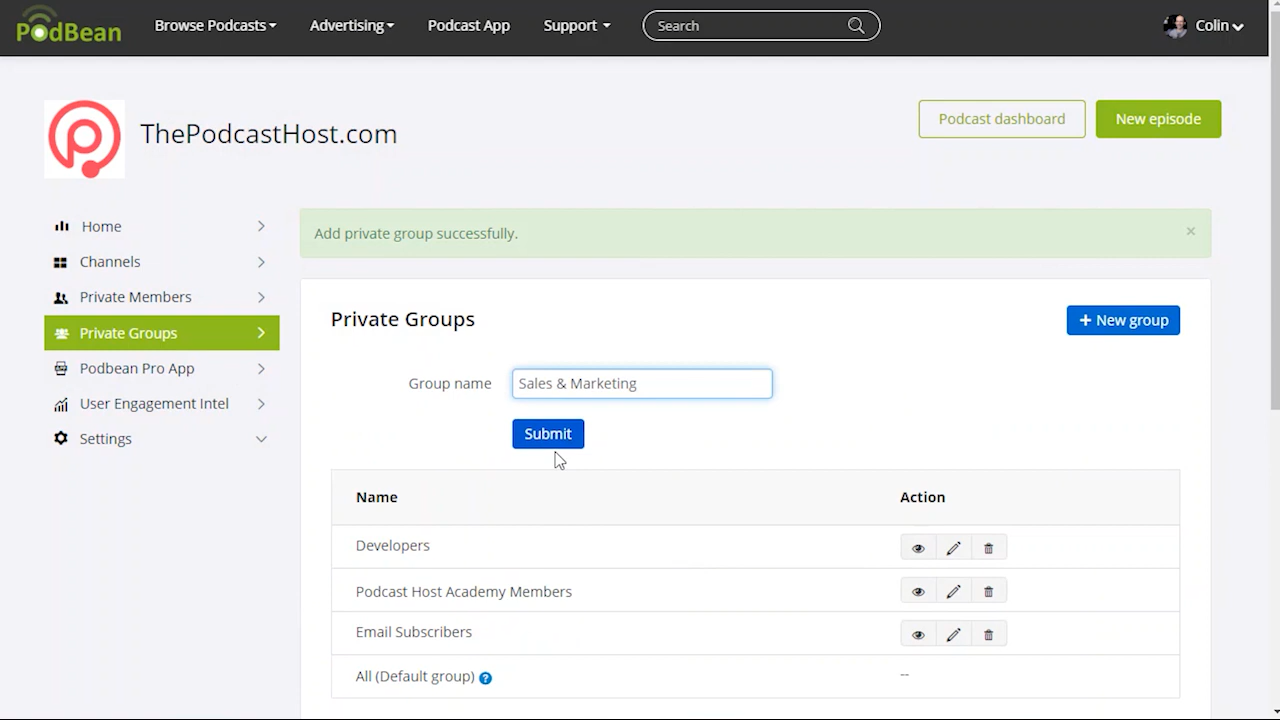 PodBean
Browse Podcasts
Advertising
Podcast App
Support
Search
Colin
ThePodcastHost.com
Podcast dashboard
New episode
Home
Channels
Private Members
Private Groups
Podbean Pro App
User Engagement Intel
Settings
Add private group successfully.
×
Private Groups
+ New group
Group name
Sales & Marketing
Submit
Name
Action
Developers
Podcast Host Academy Members
Email Subscribers
All (Default group) ?
--